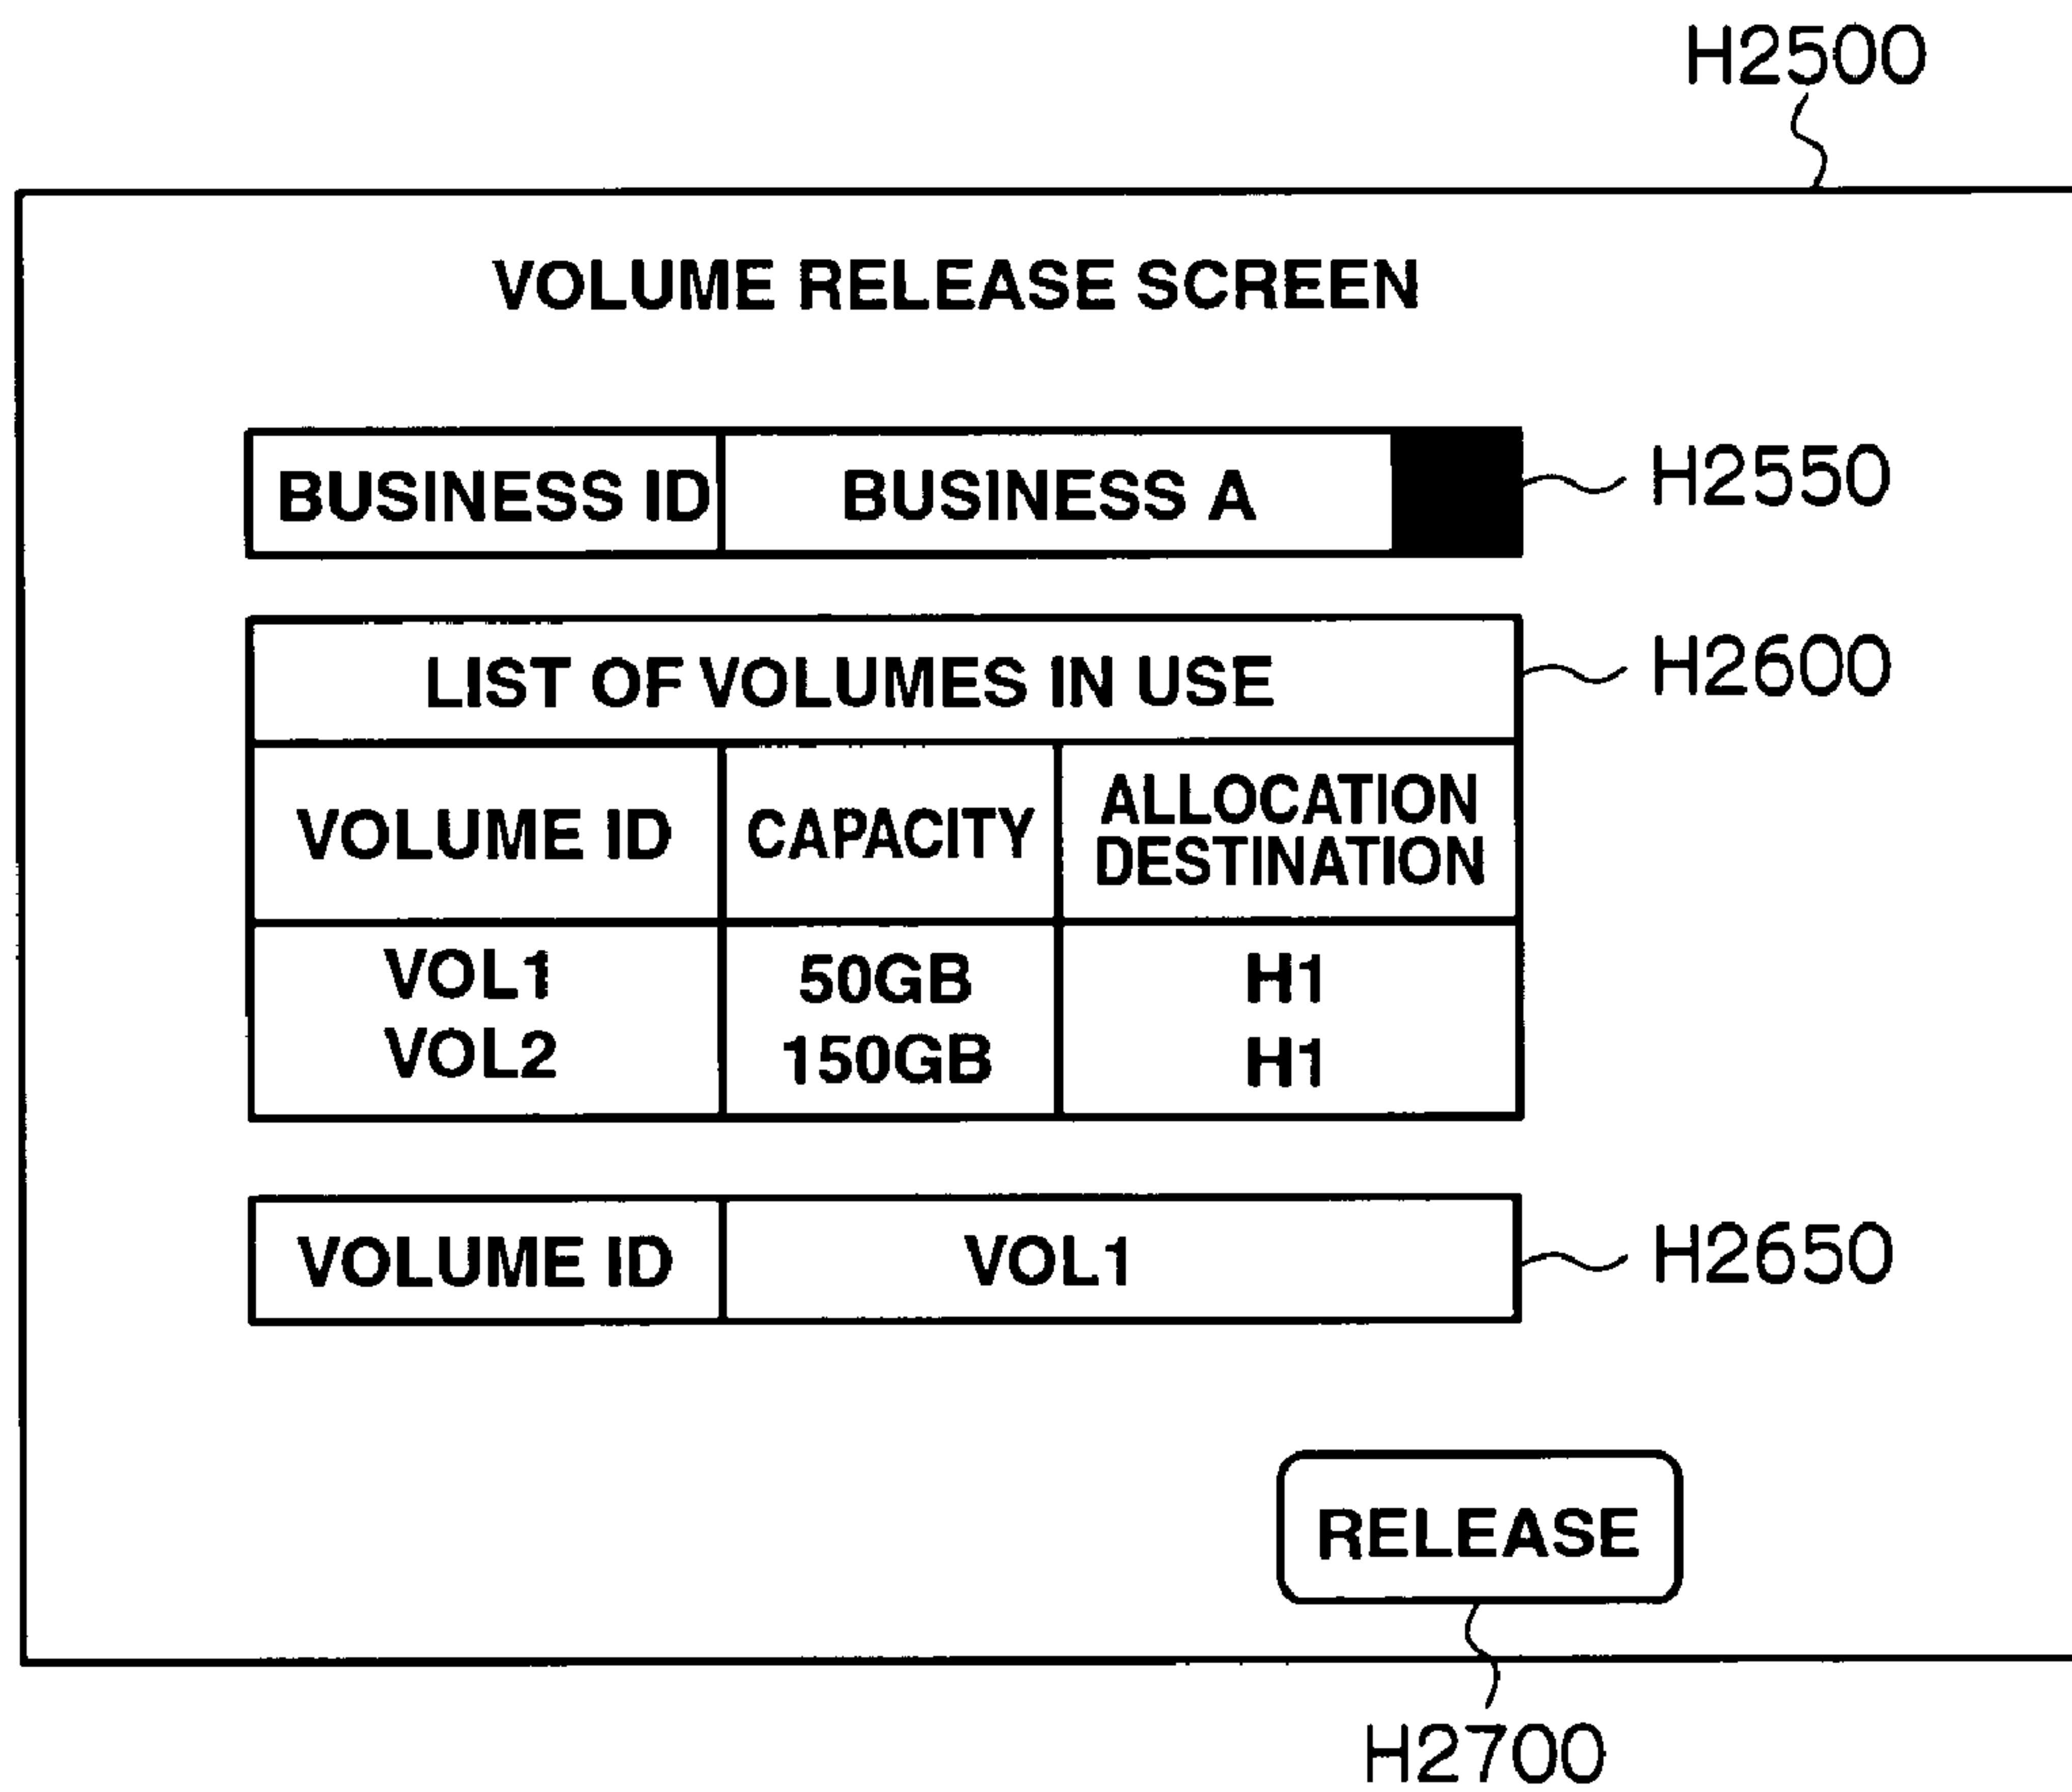 H2500
VOLUME RELEASE SCREEN
BUSINESS ID BUSINESS A H2550
LIST OF VOLUMES IN USE H2600
VOLUME ID CAPACITY ALLOCATION DESTINATION
VOL1 50GB H1
VOL2 150GB H1
VOLUME ID VOL1 H2650
RELEASE
H2700